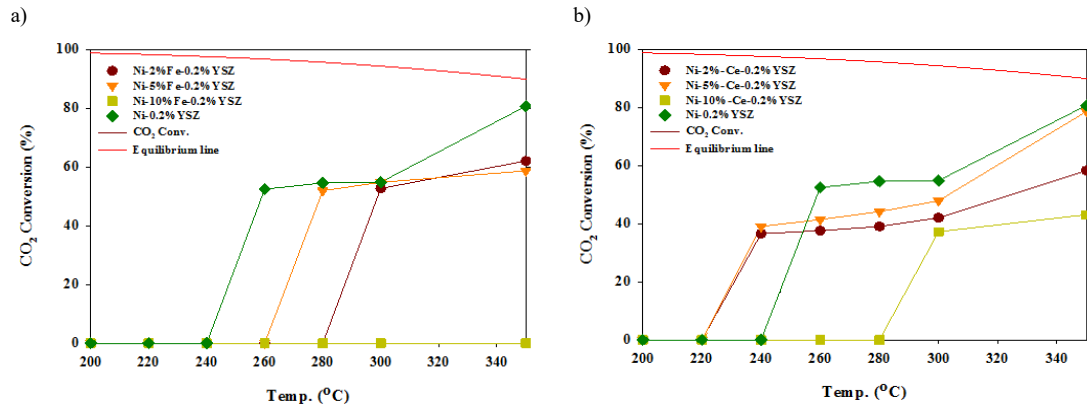 a)
100
80
60
40
20
0
CO₂ Conversion (%)
Ni-2%Fe-0.2%YSZ
Ni-5%Fe-0.2%YSZ
Ni-10%Fe-0.2%YSZ
Ni-0.2%YSZ
CO₂ Conv.
Equilibrium line
200 220 240 260 280 300 320 340
Temp. (⁰C)
b)
100
80
60
40
20
0
CO₂ Conversion (%)
Ni-2%-Ce-0.2%YSZ
Ni-5%-Ce-0.2%YSZ
Ni-10%-Ce-0.2%YSZ
Ni-0.2%YSZ
CO₂ Conv.
Equilibrium line
200 220 240 260 280 300 320 340
Temp. (⁰C)